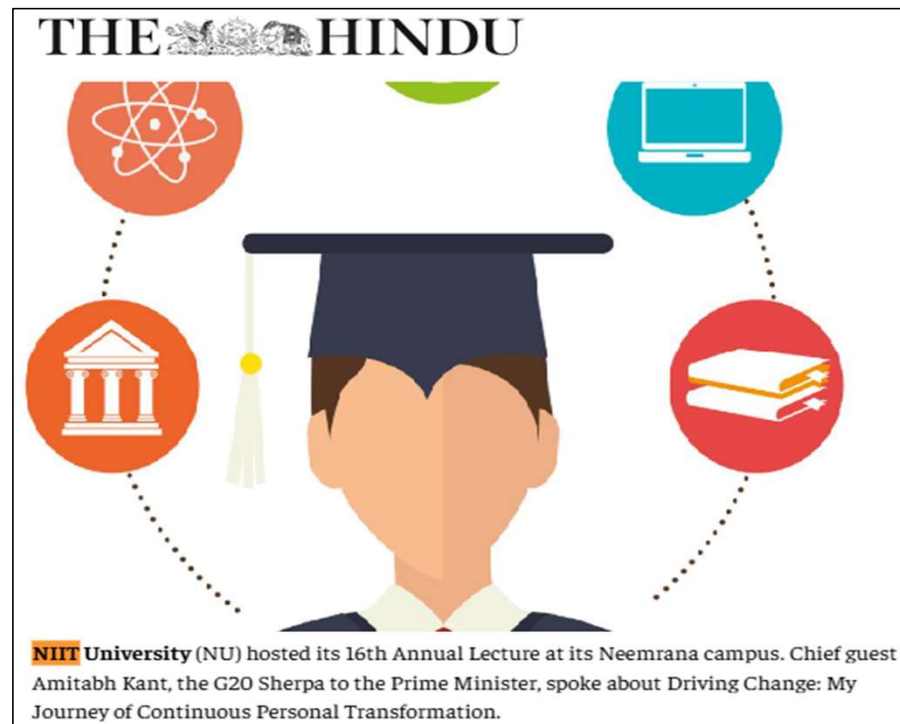 THE HINDU
NIIT University (NU) hosted its 16th Annual Lecture at its Neemrana campus. Chief guest
Amitabh Kant, the G20 Sherpa to the Prime Minister, spoke about Driving Change: My
Journey of Continuous Personal Transformation.